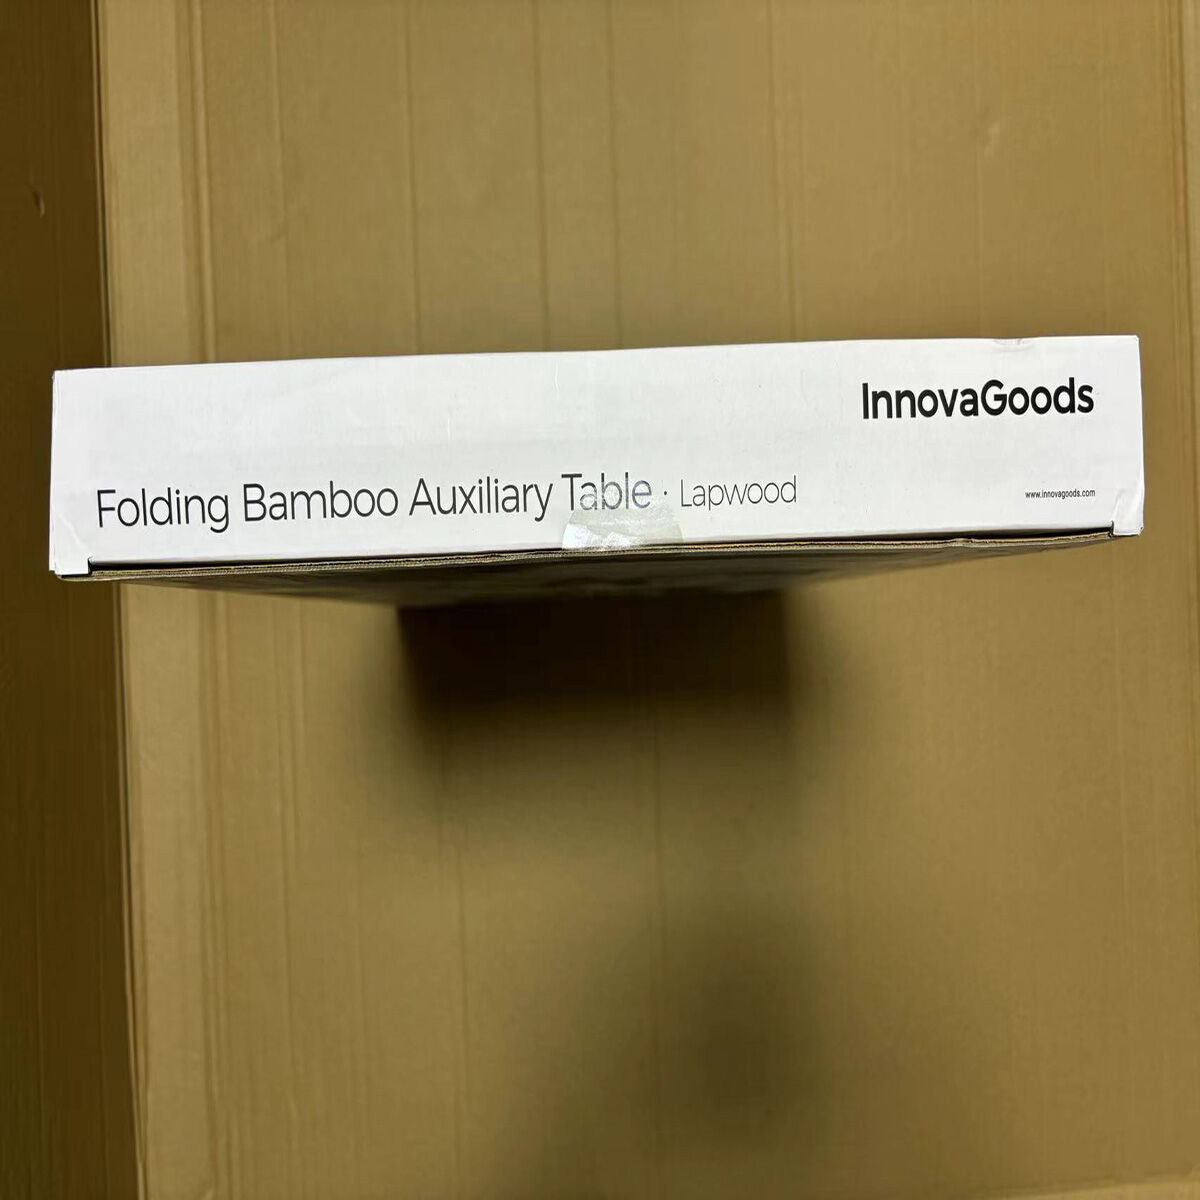 InnovaGoods
Folding Bamboo Auxiliary Table · Lapwood
www.innovagoods.com